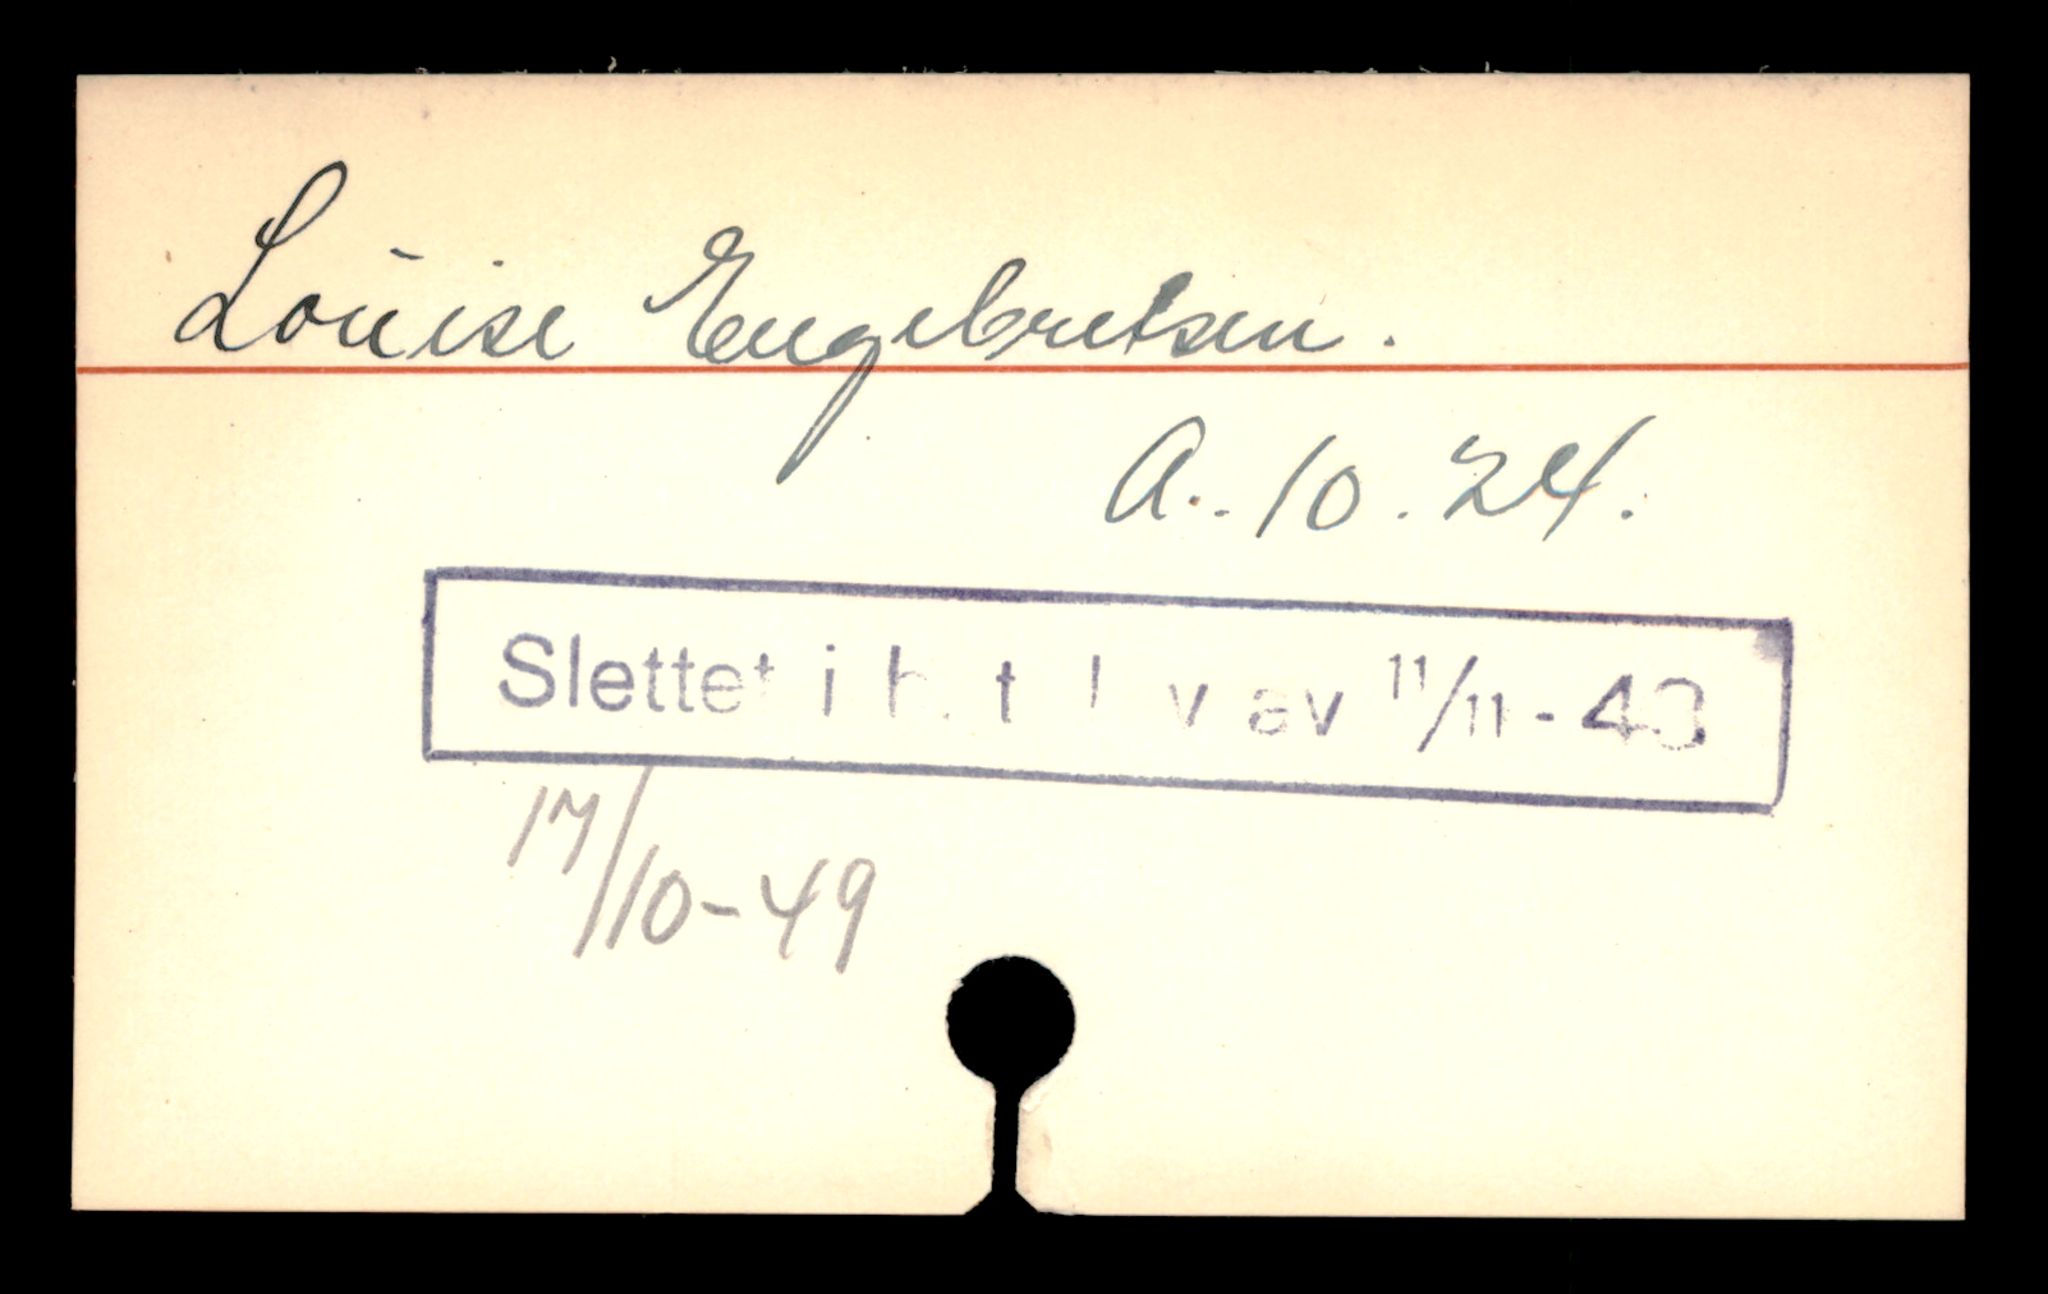 Louise Engebretsen.
A. 10. 24.
Slettet i h. t. l. v av 11/11 - 43
17/10-49